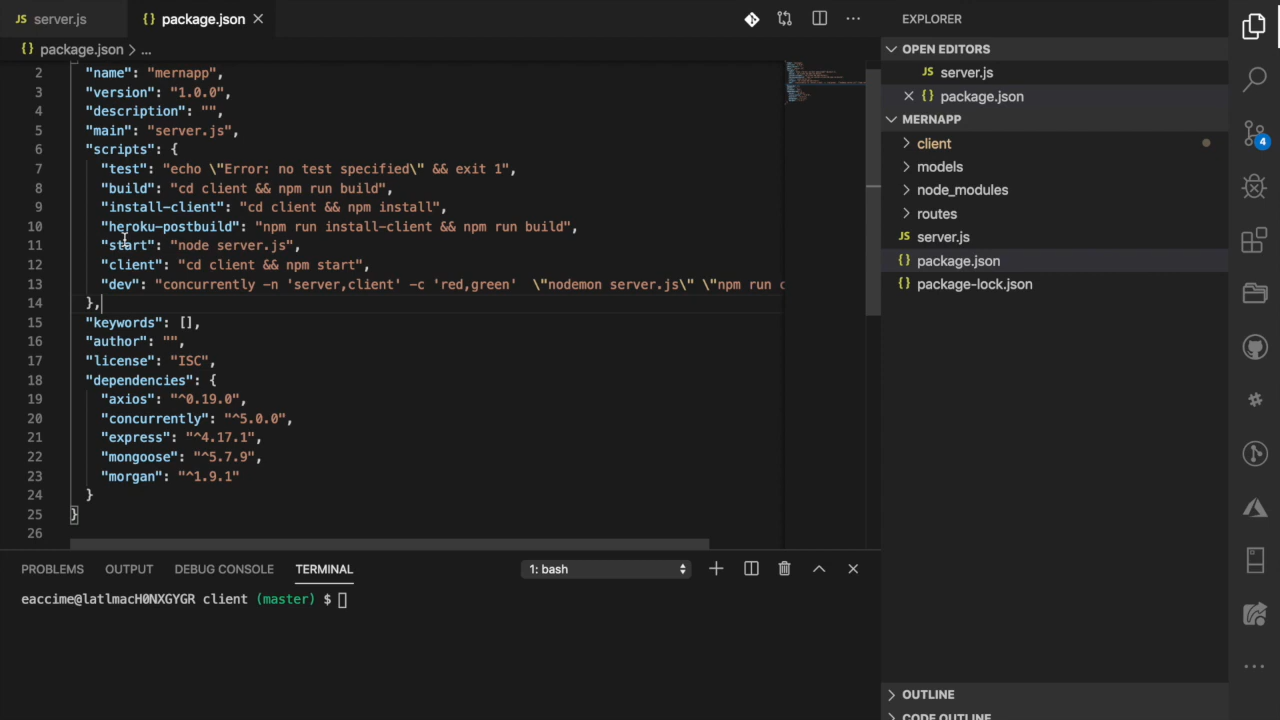 JS server.js
{} package.json
{} package.json > ...
2 "name": "mernapp",
3 "version": "1.0.0",
4 "description": "",
5 "main": "server.js",
6 "scripts": {
7 "test": "echo \"Error: no test specified\" && exit 1",
8 "build": "cd client && npm run build",
9 "install-client": "cd client && npm install",
10 "heroku-postbuild": "npm run install-client && npm run build",
11 "start": "node server.js",
12 "client": "cd client && npm start",
13 "dev": "concurrently -n 'server,client' -c 'red,green'  \"nodemon server.js\" \"npm run c
14 },
15 "keywords": [],
16 "author": "",
17 "license": "ISC",
18 "dependencies": {
19 "axios": "^0.19.0",
20 "concurrently": "^5.0.0",
21 "express": "^4.17.1",
22 "mongoose": "^5.7.9",
23 "morgan": "^1.9.1"
24 }
25 }
26
PROBLEMS OUTPUT DEBUG CONSOLE TERMINAL 1: bash
eaccime@latlmacH0NXGYGR client (master) $
EXPLORER
OPEN EDITORS
JS server.js
{} package.json
MERNAPP
client
models
node_modules
routes
JS server.js
{} package.json
{} package-lock.json
OUTLINE
CODE OUTLINE
4